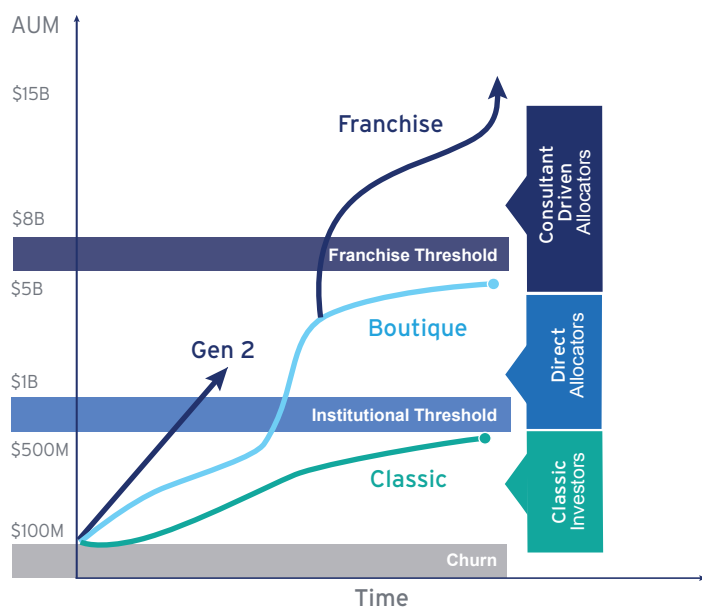 AUM
$15B
Franchise
$8B
Franchise Threshold
$5B
Boutique
Gen 2
$1B
Institutional Threshold
$500M
Classic
$100M
Churn
Time
Consultant
Driven
Allocators
Direct
Allocators
Classic
Investors